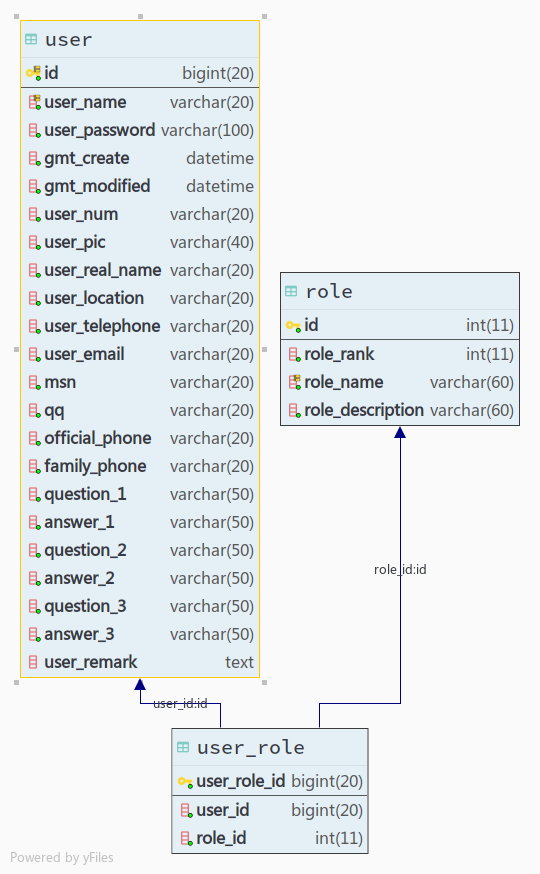 user
id bigint(20)
user_name varchar(20)
user_password varchar(100)
gmt_create datetime
gmt_modified datetime
user_num varchar(20)
user_pic varchar(40)
user_real_name varchar(20)
user_location varchar(20)
user_telephone varchar(20)
user_email varchar(20)
msn varchar(20)
qq varchar(20)
official_phone varchar(20)
family_phone varchar(20)
question_1 varchar(50)
answer_1 varchar(50)
question_2 varchar(50)
answer_2 varchar(50)
question_3 varchar(50)
answer_3 varchar(50)
user_remark text
role
id int(11)
role_rank int(11)
role_name varchar(60)
role_description varchar(60)
role_id:id
user_id:id
user_role
user_role_id bigint(20)
user_id bigint(20)
role_id int(11)
Powered by yFiles